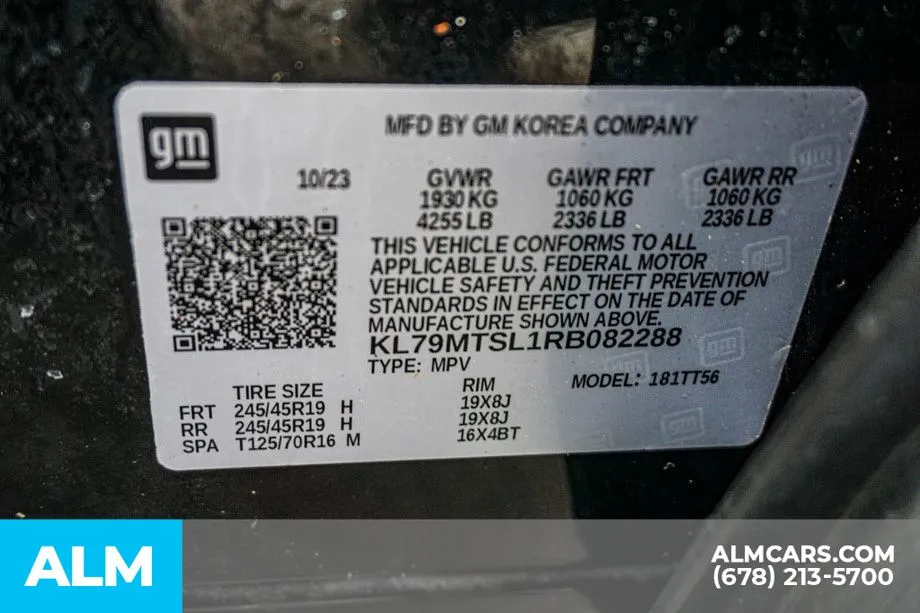 gm
MFD BY GM KOREA COMPANY
10/23 GVWR GAWR FRT GAWR RR
1930 KG 1060 KG 1060 KG
4255 LB 2336 LB 2336 LB
THIS VEHICLE CONFORMS TO ALL
APPLICABLE U.S. FEDERAL MOTOR
VEHICLE SAFETY AND THEFT PREVENTION
STANDARDS IN EFFECT ON THE DATE OF
MANUFACTURE SHOWN ABOVE.
KL79MTSL1RB082288
TYPE: MPV MODEL: 181TT56
TIRE SIZE RIM
FRT 245/45R19 H 19X8J
RR 245/45R19 H 19X8J
SPA T125/70R16 M 16X4BT
ALM
ALMCARS.COM
(678) 213-5700